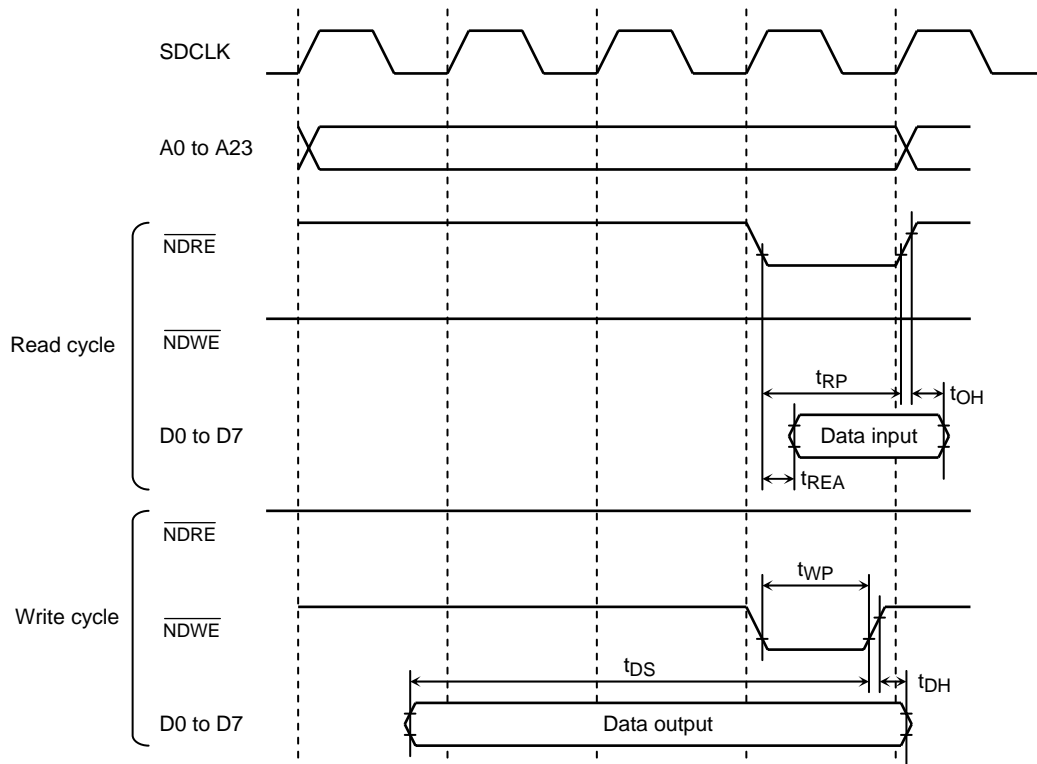 SDCLK
A0 to A23
NDRE
Read cycle
NDWE
tRP
tOH
D0 to D7
Data input
tREA
NDRE
tWP
Write cycle
NDWE
tDS
tDH
D0 to D7
Data output